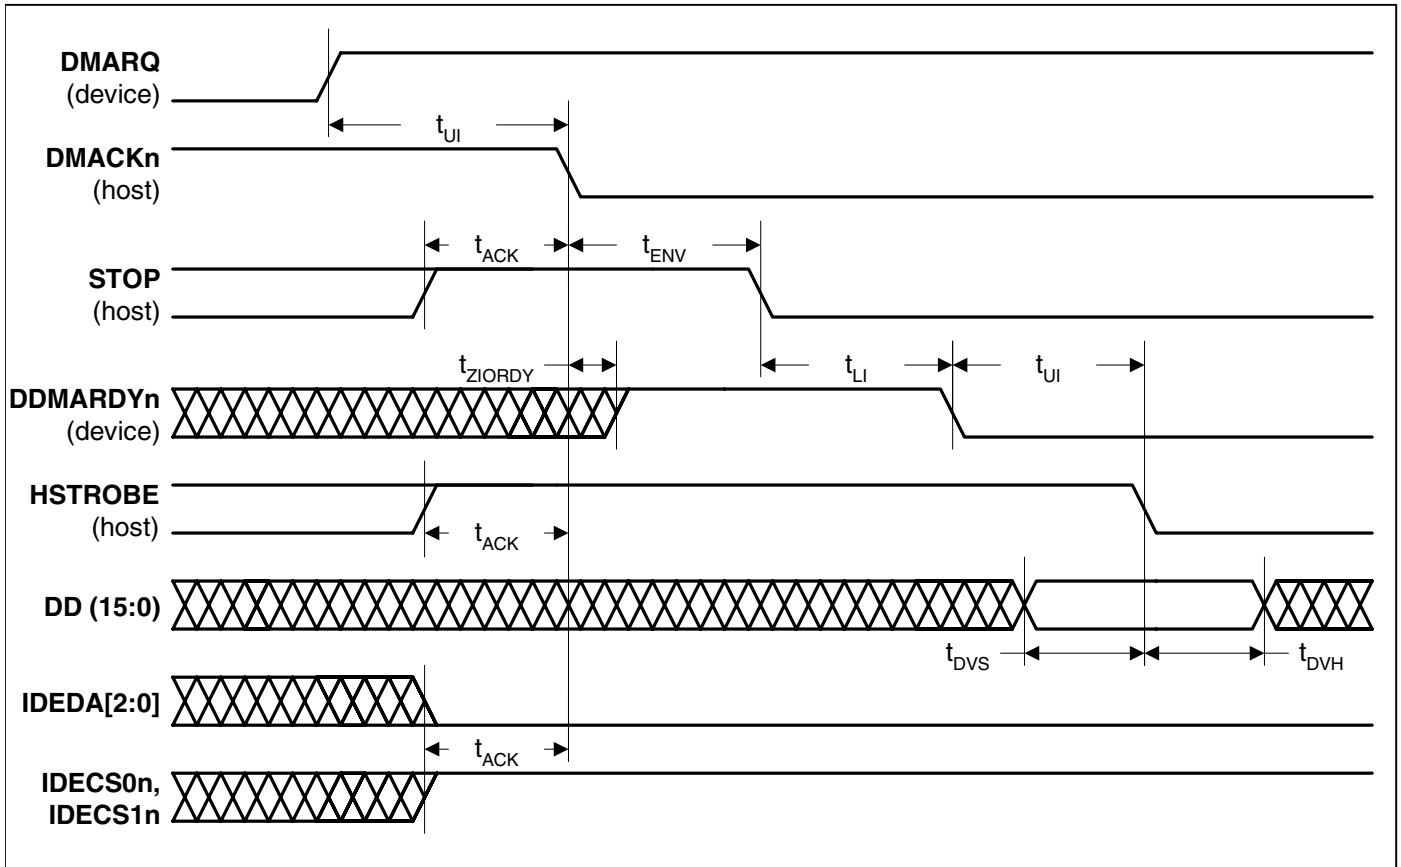 DMARQ
(device)
tUI
DMACKn
(host)
tACK
tENV
STOP
(host)
tZIORDY
tLI
tUI
DDMARDYn
(device)
HSTROBE
(host)
tACK
DD (15:0)
tDVS
tDVH
IDEDA[2:0]
tACK
IDECS0n,
IDECS1n